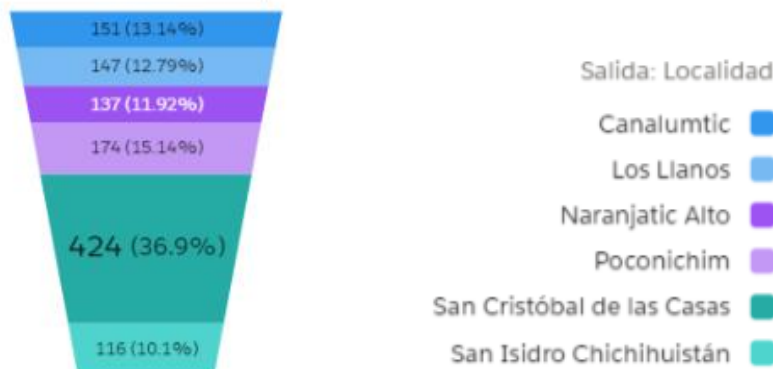 151 (13.14%)
147 (12.79%)
137 (11.92%)
174 (15.14%)
424 (36.9%)
116 (10.1%)
Salida: Localidad
Canalumtic
Los Llanos
Naranjatic Alto
Poconichim
San Cristóbal de las Casas
San Isidro Chichihuistán